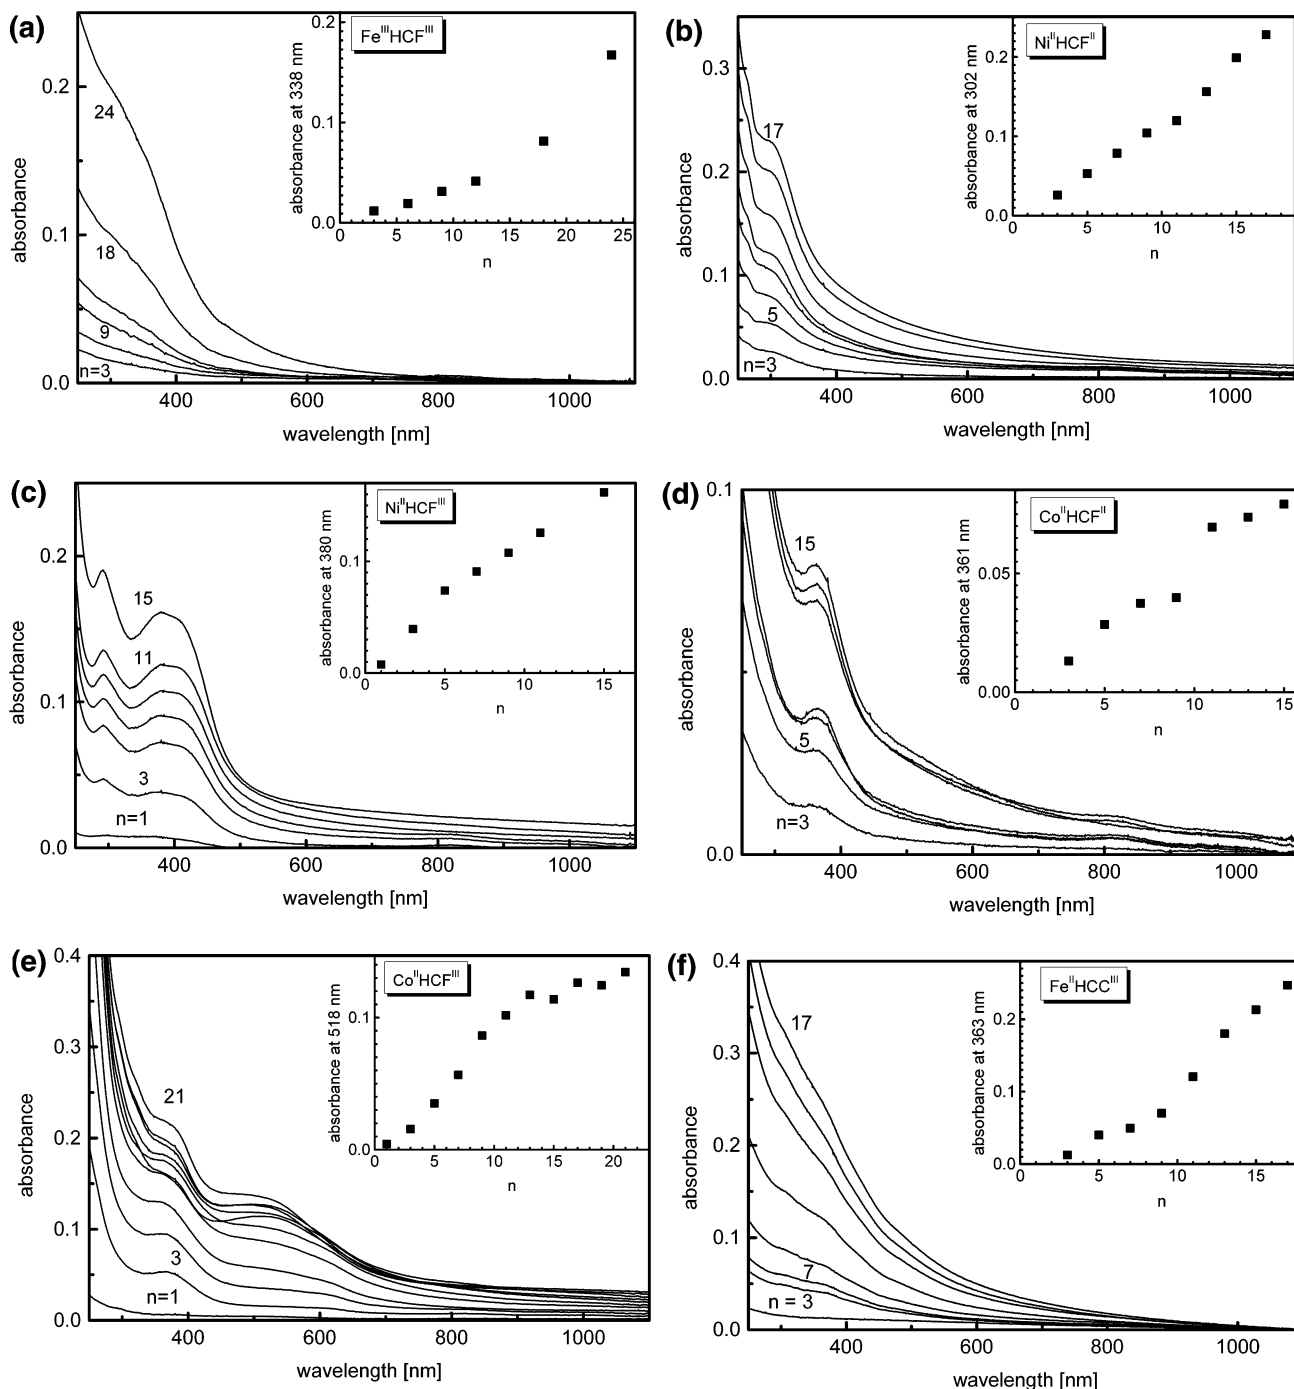 (a)
Fe^III HCF^III
absorbance
0.2
0.1
0.0
24
18
9
n=3
400 600 800 1000
wavelength [nm]
absorbance at 338 nm
0.2
0.1
0.0
0 5 10 15 20 25
n
(b)
Ni^II HCF^II
absorbance
0.3
0.2
0.1
0.0
17
5
n=3
400 600 800 1000
wavelength [nm]
absorbance at 302 nm
0.2
0.1
0.0
0 5 10 15
n
(c)
Ni^II HCF^III
absorbance
0.2
0.1
0.0
15
11
3
n=1
400 600 800 1000
wavelength [nm]
absorbance at 380 nm
0.1
0.0
0 5 10 15
n
(d)
Co^II HCF^II
absorbance
0.1
0.0
15
5
n=3
400 600 800 1000
wavelength [nm]
absorbance at 361 nm
0.05
0.00
0 5 10 15
n
(e)
Co^II HCF^III
absorbance
0.4
0.3
0.2
0.1
0.0
21
3
n=1
400 600 800 1000
wavelength [nm]
absorbance at 518 nm
0.1
0.0
0 5 10 15 20
n
(f)
Fe^II HCC^III
absorbance
0.4
0.3
0.2
0.1
0.0
17
7
n = 3
400 600 800 1000
wavelength [nm]
absorbance at 363 nm
0.2
0.1
0.0
0 5 10 15
n